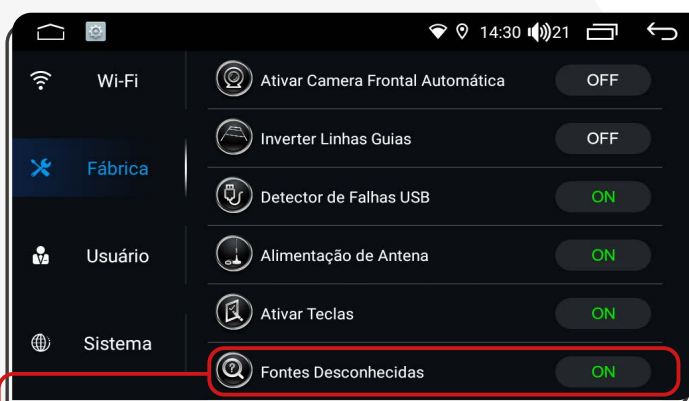 14:30 21
Wi-Fi
Fábrica
Usuário
Sistema
Ativar Camera Frontal Automática OFF
Inverter Linhas Guias OFF
Detector de Falhas USB ON
Alimentação de Antena ON
Ativar Teclas ON
Fontes Desconhecidas ON